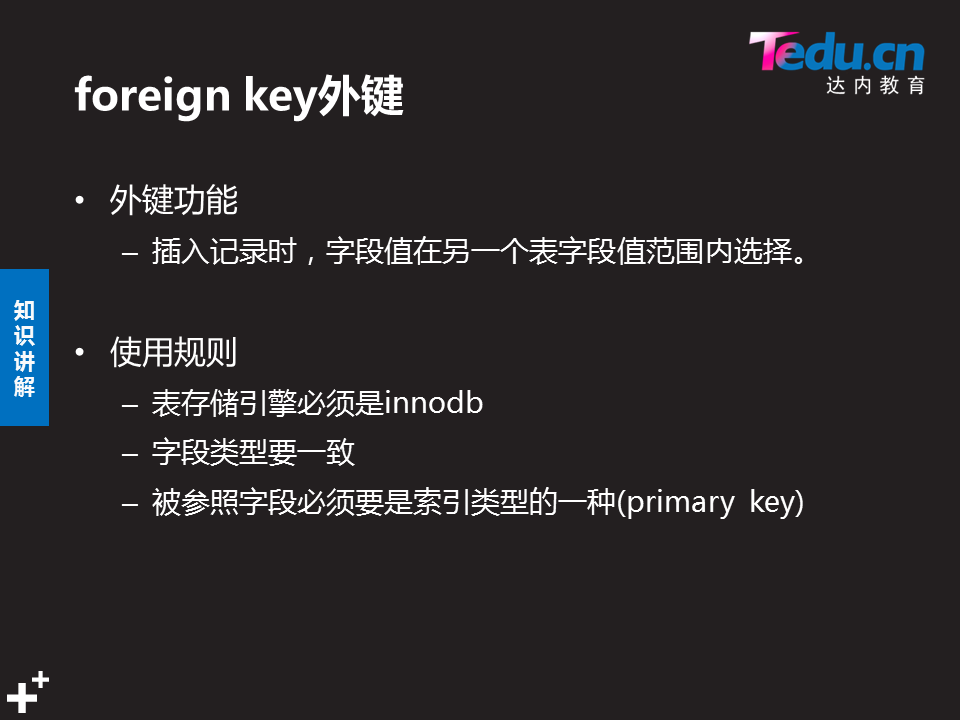 Tedu.cn
达内教育
foreign key外键
• 外键功能
– 插入记录时，字段值在另一个表字段值范围内选择。
知识讲解
• 使用规则
– 表存储引擎必须是innodb
– 字段类型要一致
– 被参照字段必须要是索引类型的一种(primary key)